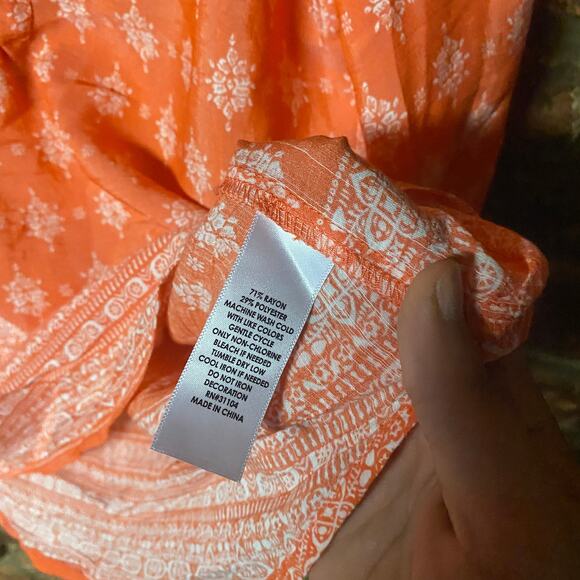 71% RAYON
29% POLYESTER
MACHINE WASH COLD
WITH LIKE COLORS
GENTLE CYCLE
ONLY NON-CHLORINE
BLEACH IF NEEDED
TUMBLE DRY LOW
COOL IRON IF NEEDED
DO NOT IRON
DECORATION
RN#31104
MADE IN CHINA